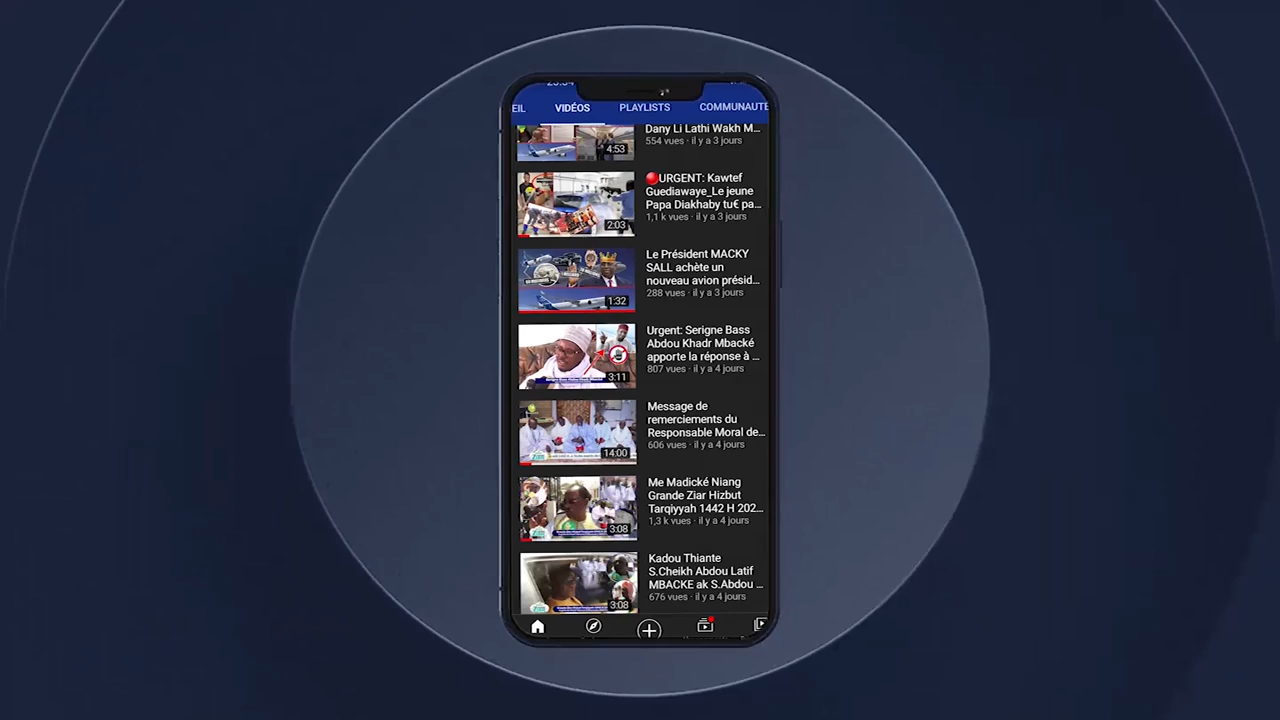 EIL VIDÉOS PLAYLISTS COMMUNAUTÉ
Dany Li Lathi Wakh M...
554 vues · il y a 3 jours
4:53
URGENT: Kawtef
Guediawaye_Le jeune
Papa Diakhaby tu€ pa...
1,1 k vues · il y a 3 jours
2:03
Le Président MACKY
SALL achète un
nouveau avion présid...
288 vues · il y a 3 jours
1:32
Urgent: Serigne Bass
Abdou Khadr Mbacké
apporte la réponse à ...
807 vues · il y a 4 jours
3:11
Message de
remerciements du
Responsable Moral de...
606 vues · il y a 4 jours
14:00
Me Madické Niang
Grande Ziar Hizbut
Tarqiyyah 1442 H 202...
1,3 k vues · il y a 4 jours
3:08
Kadou Thiante
S.Cheikh Abdou Latif
MBACKE ak S.Abdou ...
676 vues · il y a 4 jours
3:08